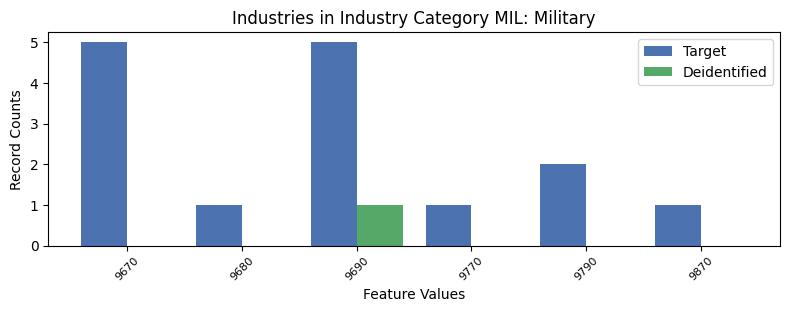 Industries in Industry Category MIL: Military
Target
Deidentified
Record Counts
5
4
3
2
1
0
9670
9680
9690
9770
9790
9870
Feature Values